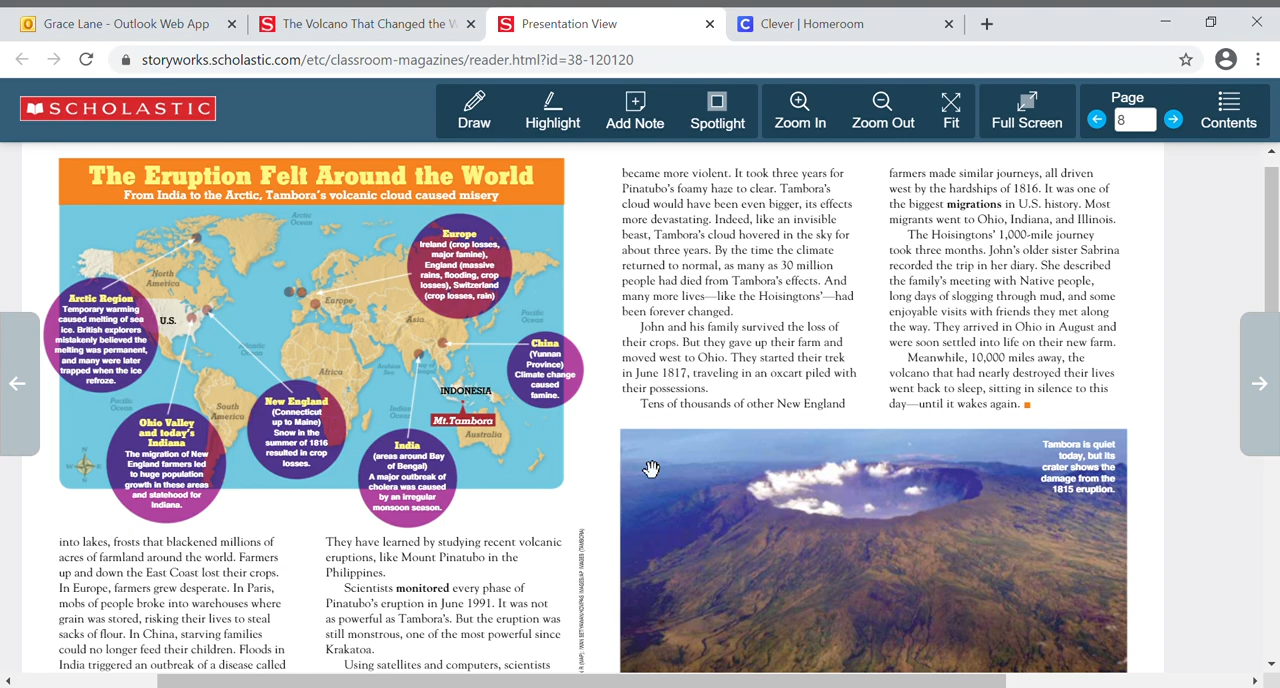 Grace Lane - Outlook Web App
The Volcano That Changed the W
Presentation View
Clever | Homeroom
storyworks.scholastic.com/etc/classroom-magazines/reader.html?id=38-120120
SCHOLASTIC
Draw
Highlight
Add Note
Spotlight
Zoom In
Zoom Out
Fit
Full Screen
Page
8
Contents
The Eruption Felt Around the World
From India to the Arctic, Tambora's volcanic cloud caused misery
Arctic
Ocean
North
America
U.S.
Europe
Asia
Pacific
Ocean
Atlantic
Ocean
Africa
Arabian
Sea
Bay of
Bengal
Pacific
Ocean
South
America
Indian
Ocean
INDONESIA
Mt.Tambora
Australia
Arctic Region
Temporary warming
caused melting of sea
ice. British explorers
mistakenly believed the
melting was permanent,
and many were later
trapped when the ice
refroze.
Europe
Ireland (crop losses,
major famine),
England (massive
rains, flooding, crop
losses), Switzerland
(crop losses, rain)
China
(Yunnan
Province)
Climate change
caused
famine.
Ohio Valley
and today's
Indiana
The migration of New
England farmers led
to huge population
growth in these areas
and statehood for
Indiana.
New England
(Connecticut
up to Maine)
Snow in the
summer of 1816
resulted in crop
losses.
India
(areas around Bay
of Bengal)
A major outbreak of
cholera was caused
by an irregular
monsoon season.
into lakes, frosts that blackened millions of
acres of farmland around the world. Farmers
up and down the East Coast lost their crops.
In Europe, farmers grew desperate. In Paris,
mobs of people broke into warehouses where
grain was stored, risking their lives to steal
sacks of flour. In China, starving families
could no longer feed their children. Floods in
India triggered an outbreak of a disease called
They have learned by studying recent volcanic
eruptions, like Mount Pinatubo in the
Philippines.
Scientists monitored every phase of
Pinatubo's eruption in June 1991. It was not
as powerful as Tambora's. But the eruption was
still monstrous, one of the most powerful since
Krakatoa.
Using satellites and computers, scientists
became more violent. It took three years for
Pinatubo's foamy haze to clear. Tambora's
cloud would have been even bigger, its effects
more devastating. Indeed, like an invisible
beast, Tambora's cloud hovered in the sky for
about three years. By the time the climate
returned to normal, as many as 30 million
people had died from Tambora's effects. And
many more lives—like the Hoisingtons'—had
been forever changed.
John and his family survived the loss of
their crops. But they gave up their farm and
moved west to Ohio. They started their trek
in June 1817, traveling in an oxcart piled with
their possessions.
Tens of thousands of other New England
farmers made similar journeys, all driven
west by the hardships of 1816. It was one of
the biggest migrations in U.S. history. Most
migrants went to Ohio, Indiana, and Illinois.
The Hoisingtons' 1,000-mile journey
took three months. John's older sister Sabrina
recorded the trip in her diary. She described
the family's meeting with Native people,
long days of slogging through mud, and some
enjoyable visits with friends they met along
the way. They arrived in Ohio in August and
were soon settled into life on their new farm.
Meanwhile, 10,000 miles away, the
volcano that had nearly destroyed their lives
went back to sleep, sitting in silence to this
day—until it wakes again.
Tambora is quiet
today, but its
crater shows the
damage from the
1815 eruption.